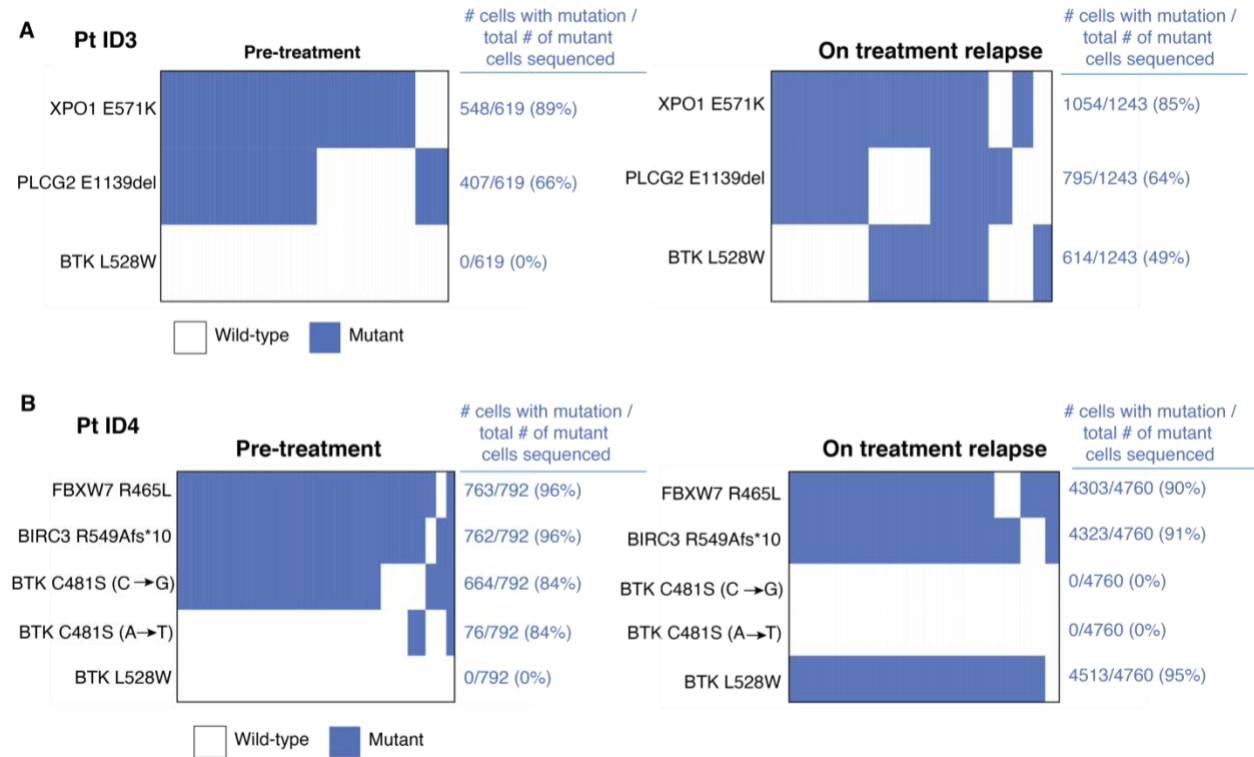 A
Pt ID3
Pre-treatment
# cells with mutation /
total # of mutant
cells sequenced
XPO1 E571K
548/619 (89%)
PLCG2 E1139del
407/619 (66%)
BTK L528W
0/619 (0%)
On treatment relapse
# cells with mutation /
total # of mutant
cells sequenced
XPO1 E571K
1054/1243 (85%)
PLCG2 E1139del
795/1243 (64%)
BTK L528W
614/1243 (49%)
Wild-type
Mutant
B
Pt ID4
Pre-treatment
# cells with mutation /
total # of mutant
cells sequenced
FBXW7 R465L
763/792 (96%)
BIRC3 R549Afs*10
762/792 (96%)
BTK C481S (C→G)
664/792 (84%)
BTK C481S (A→T)
76/792 (84%)
BTK L528W
0/792 (0%)
On treatment relapse
# cells with mutation /
total # of mutant
cells sequenced
FBXW7 R465L
4303/4760 (90%)
BIRC3 R549Afs*10
4323/4760 (91%)
BTK C481S (C→G)
0/4760 (0%)
BTK C481S (A→T)
0/4760 (0%)
BTK L528W
4513/4760 (95%)
Wild-type
Mutant